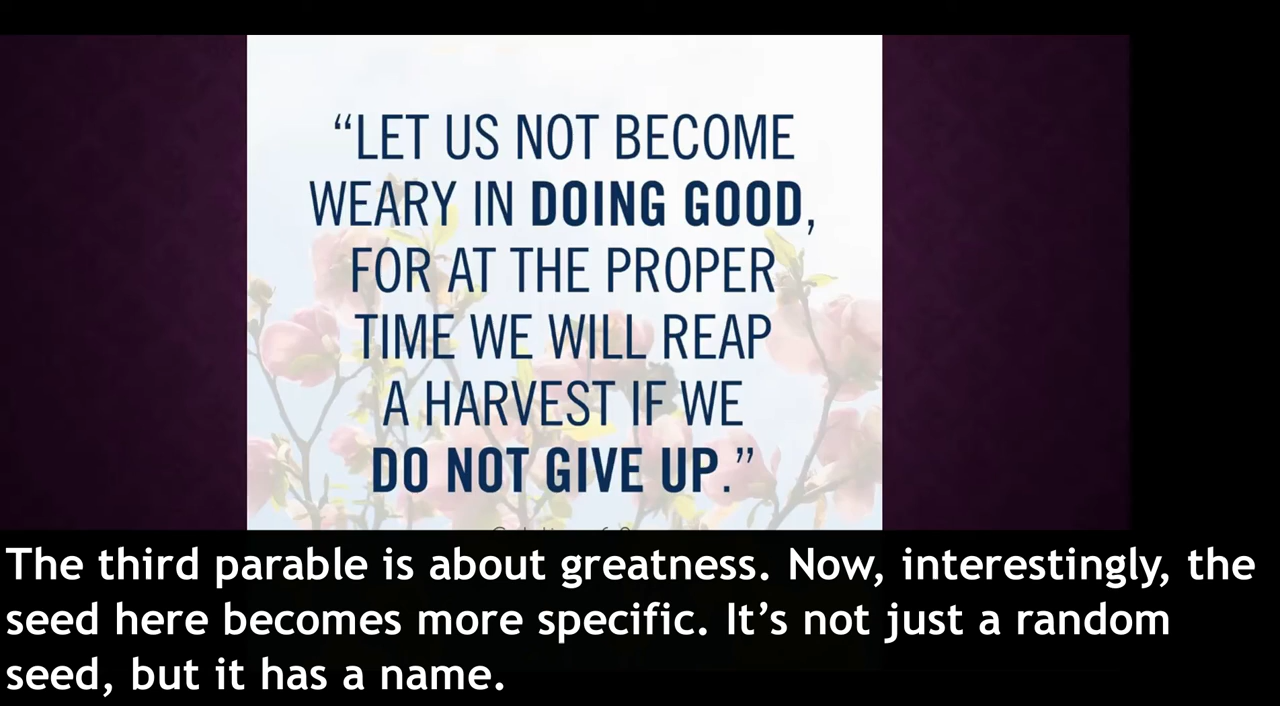 “LET US NOT BECOME
WEARY IN DOING GOOD,
FOR AT THE PROPER
TIME WE WILL REAP
A HARVEST IF WE
DO NOT GIVE UP.”
The third parable is about greatness. Now, interestingly, the
seed here becomes more specific. It’s not just a random
seed, but it has a name.